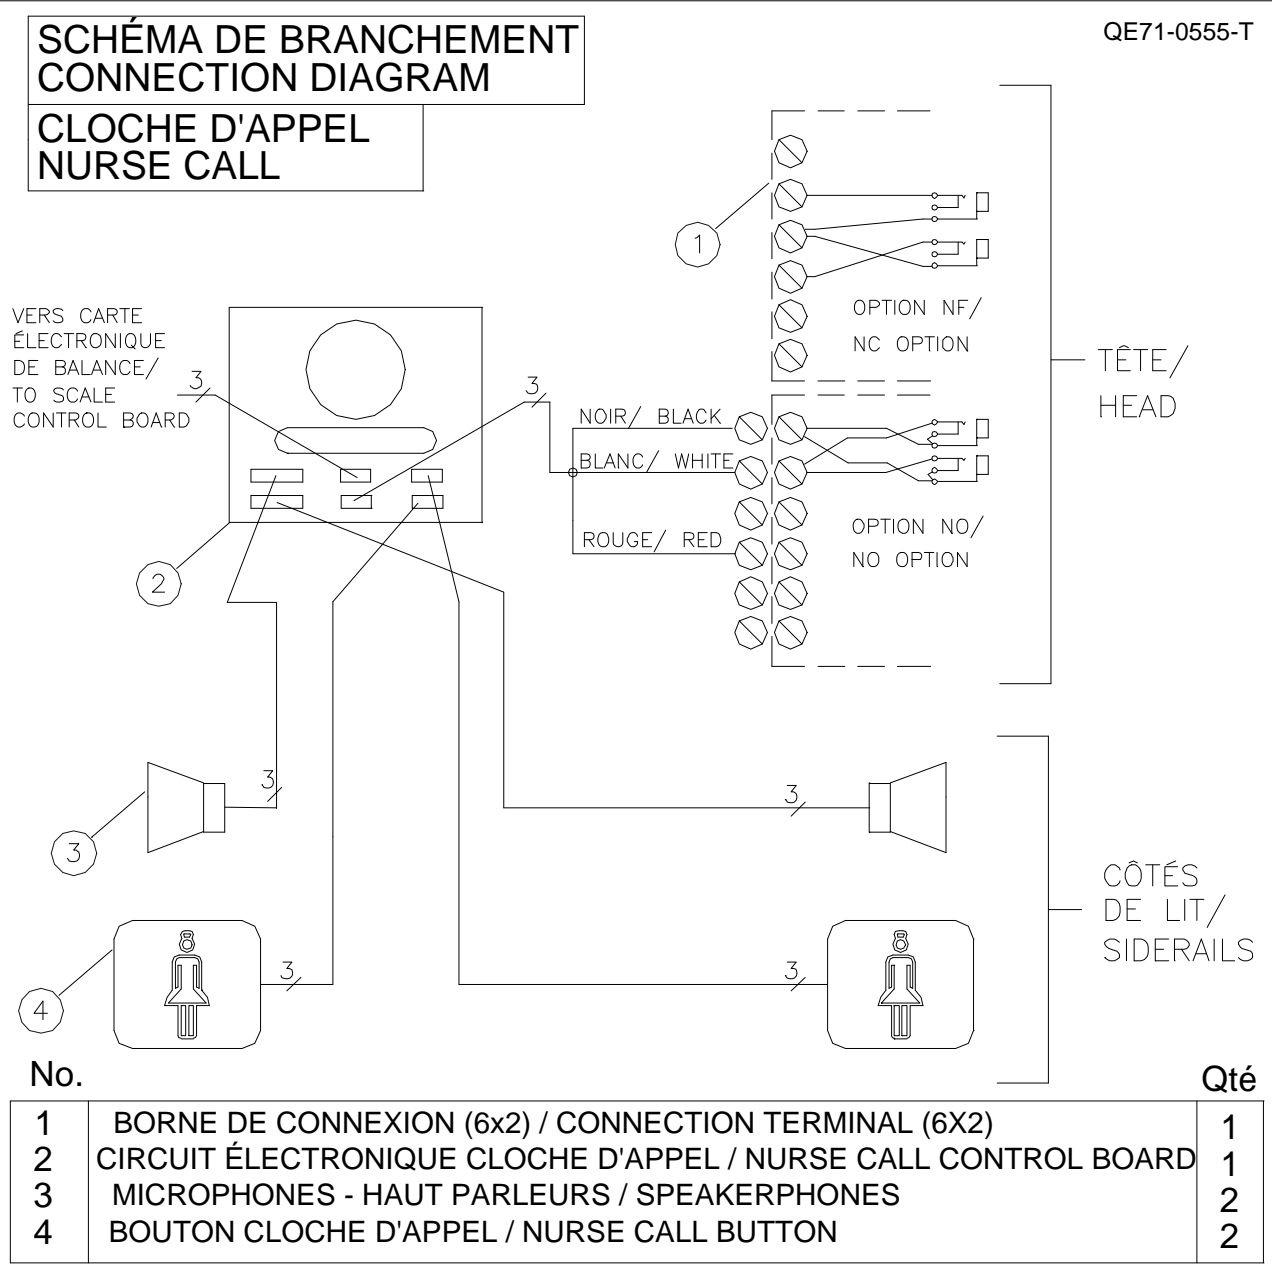 SCHÉMA DE BRANCHEMENT
CONNECTION DIAGRAM
QE71-0555-T
CLOCHE D'APPEL
NURSE CALL
1
OPTION NF/
NC OPTION
TÊTE/
HEAD
VERS CARTE
ÉLECTRONIQUE
DE BALANCE/
TO SCALE
CONTROL BOARD
3
3
NOIR/ BLACK
BLANC/ WHITE
ROUGE/ RED
OPTION NO/
NO OPTION
2
3
3
3
CÔTÉS
DE LIT/
SIDERAILS
3
3
4
No.
Qté
1 BORNE DE CONNEXION (6x2) / CONNECTION TERMINAL (6X2) 1
2 CIRCUIT ÉLECTRONIQUE CLOCHE D'APPEL / NURSE CALL CONTROL BOARD 1
3 MICROPHONES - HAUT PARLEURS / SPEAKERPHONES 2
4 BOUTON CLOCHE D'APPEL / NURSE CALL BUTTON 2